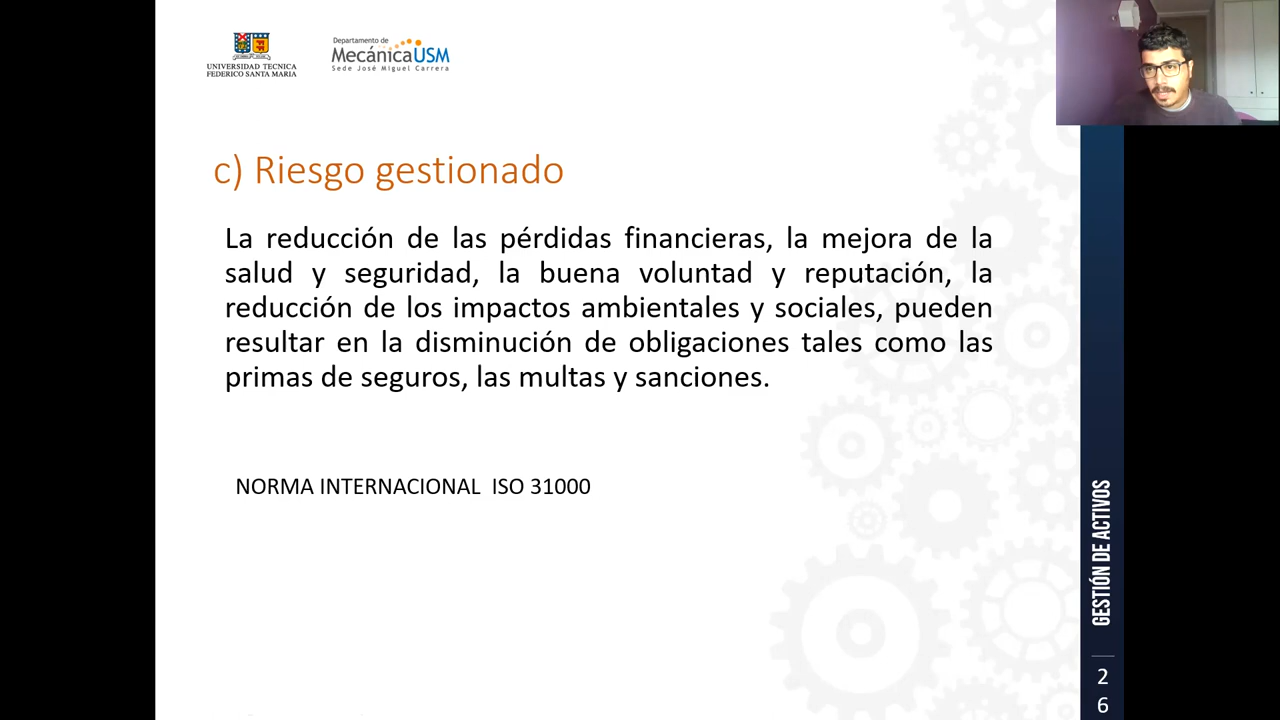 UNIVERSIDAD TECNICA
FEDERICO SANTA MARIA
Departamento de
MecánicaUSM
Sede José Miguel Carrera
c) Riesgo gestionado
La reducción de las pérdidas financieras, la mejora de la
salud y seguridad, la buena voluntad y reputación, la
reducción de los impactos ambientales y sociales, pueden
resultar en la disminución de obligaciones tales como las
primas de seguros, las multas y sanciones.
NORMA INTERNACIONAL ISO 31000
GESTIÓN DE ACTIVOS
2
6